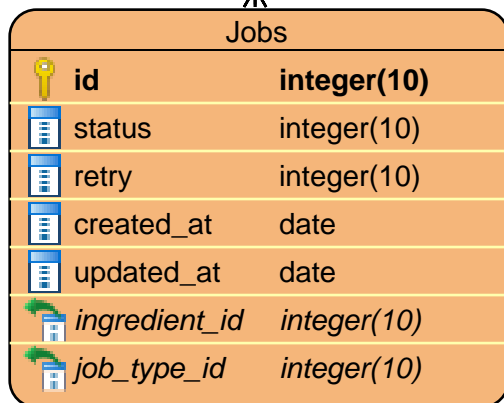 Jobs
id integer(10)
status integer(10)
retry integer(10)
created_at date
updated_at date
ingredient_id integer(10)
job_type_id integer(10)